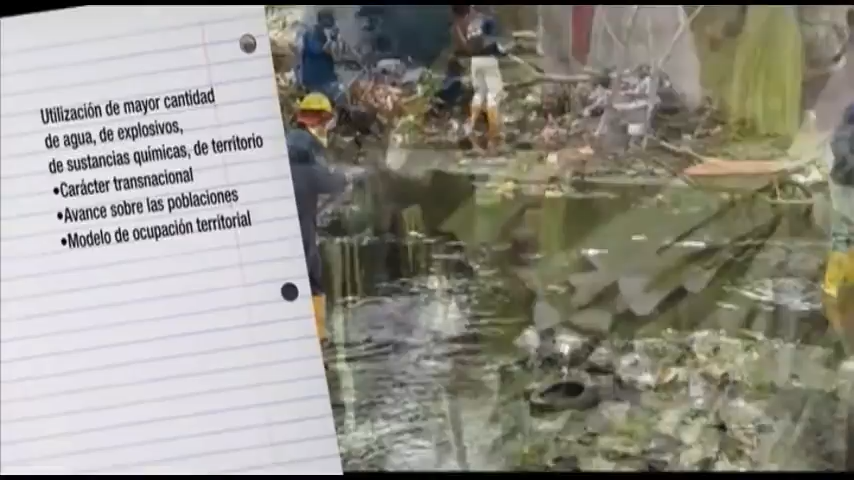 Utilización de mayor cantidad
de agua, de explosivos,
de sustancias químicas, de territorio
•Carácter transnacional
•Avance sobre las poblaciones
•Modelo de ocupación territorial